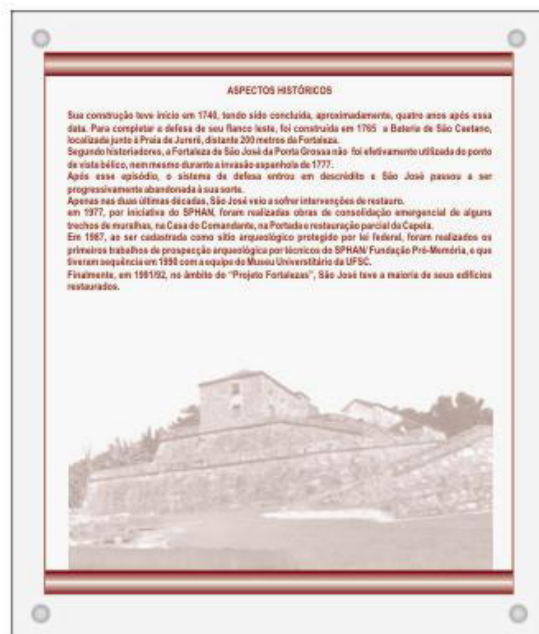 ASPECTOS HISTÓRICOS
Sua construção teve início em 1740, tendo sido concluída, aproximadamente, quatro anos após essa
data. Para completar a defesa de seu flanco leste, foi construída em 1765 a Bateria de São Caetano,
localizada junto à Praia de Jurerê, distante 200 metros da Fortaleza.
Segundo historiadores, a Fortaleza de São José da Ponta Grossa não foi efetivamente utilizada do ponto
de vista bélico, nem mesmo durante a invasão espanhola de 1777.
Após esse episódio, o sistema de defesa entrou em descrédito e São José passou a ser
progressivamente abandonada à sua sorte.
Apenas nas duas últimas décadas, São José veio a sofrer intervenções de restauro.
em 1977, por iniciativa do SPHAN, foram realizadas obras de consolidação emergencial de alguns
trechos de muralhas, na Casa do Comandante, na Portada e restauração parcial da Capela.
Em 1987, ao ser cadastrada como sítio arqueológico protegido por lei federal, foram realizados os
primeiros trabalhos de prospecção arqueológica por técnicos do SPHAN/ Fundação Pró-Memória, e que
tiveram sequência em 1990 com a equipe do Museu Universtitário da UFSC.
Finalmente, em 1991/92, no âmbito do "Projeto Fortalezas", São José teve a maioria de seus edifícios
restaurados.